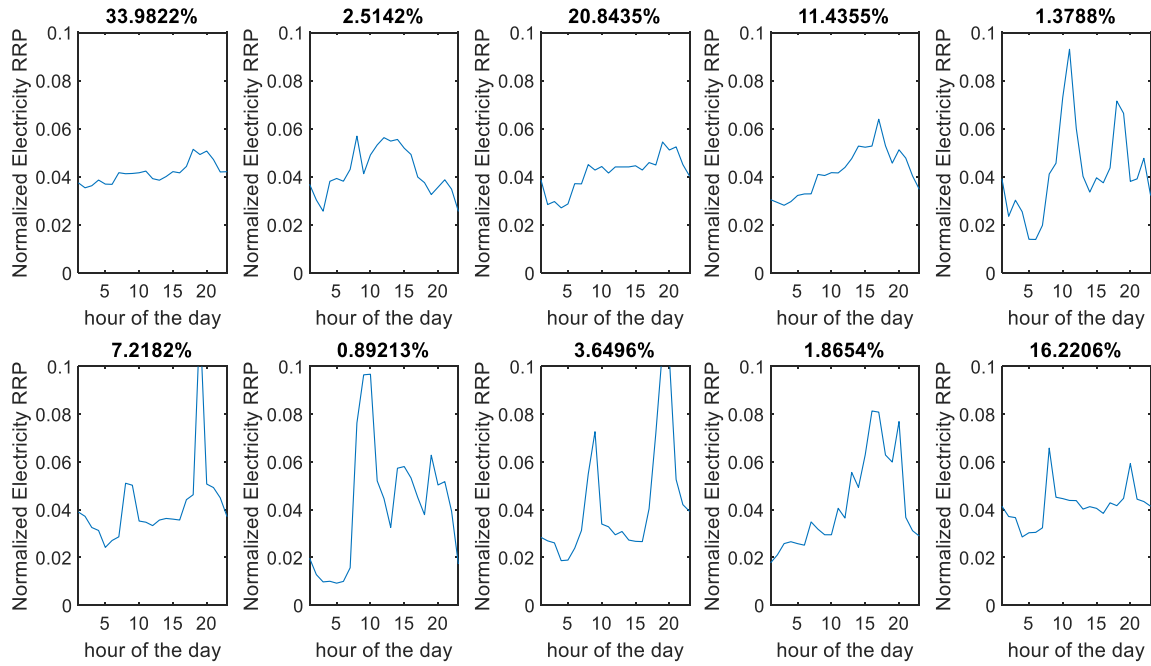 33.9822% 2.5142% 20.8435% 11.4355% 1.3788%
Normalized Electricity RRP Normalized Electricity RRP Normalized Electricity RRP Normalized Electricity RRP Normalized Electricity RRP
0.1 0.1 0.1 0.1 0.1
0.08 0.08 0.08 0.08 0.08
0.06 0.06 0.06 0.06 0.06
0.04 0.04 0.04 0.04 0.04
0.02 0.02 0.02 0.02 0.02
0 0 0 0 0
5 10 15 20 5 10 15 20 5 10 15 20 5 10 15 20 5 10 15 20
hour of the day hour of the day hour of the day hour of the day hour of the day
7.2182% 0.89213% 3.6496% 1.8654% 16.2206%
Normalized Electricity RRP Normalized Electricity RRP Normalized Electricity RRP Normalized Electricity RRP Normalized Electricity RRP
0.1 0.1 0.1 0.1 0.1
0.08 0.08 0.08 0.08 0.08
0.06 0.06 0.06 0.06 0.06
0.04 0.04 0.04 0.04 0.04
0.02 0.02 0.02 0.02 0.02
0 0 0 0 0
5 10 15 20 5 10 15 20 5 10 15 20 5 10 15 20 5 10 15 20
hour of the day hour of the day hour of the day hour of the day hour of the day